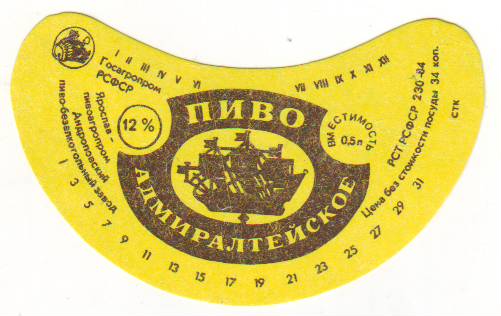 I II III IV V VI
VII VIII IX X XI XII
Госагропром
РСФСР
Ярослав-
пивоагропром
Андроповский
пиво-безалкогольный завод
12 %
ПИВО
АДМИРАЛТЕЙСКОЕ
ВМЕСТИМОСТЬ
0,5 л
РСТ РСФСР 230-84
Цена без стоимости посуды 34 коп.
СТК
1 3 5 7 9 11 13 15 17 19 21 23 25 27 29 31